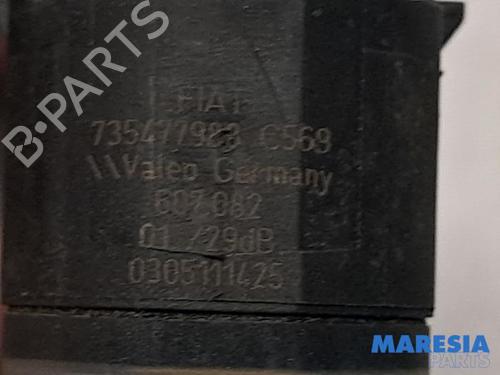 FIAT
735477983 C568
\\Valeo Germany
607.082
01 /29dB
0305111425
B-PARTS
MARESIA
PARTS